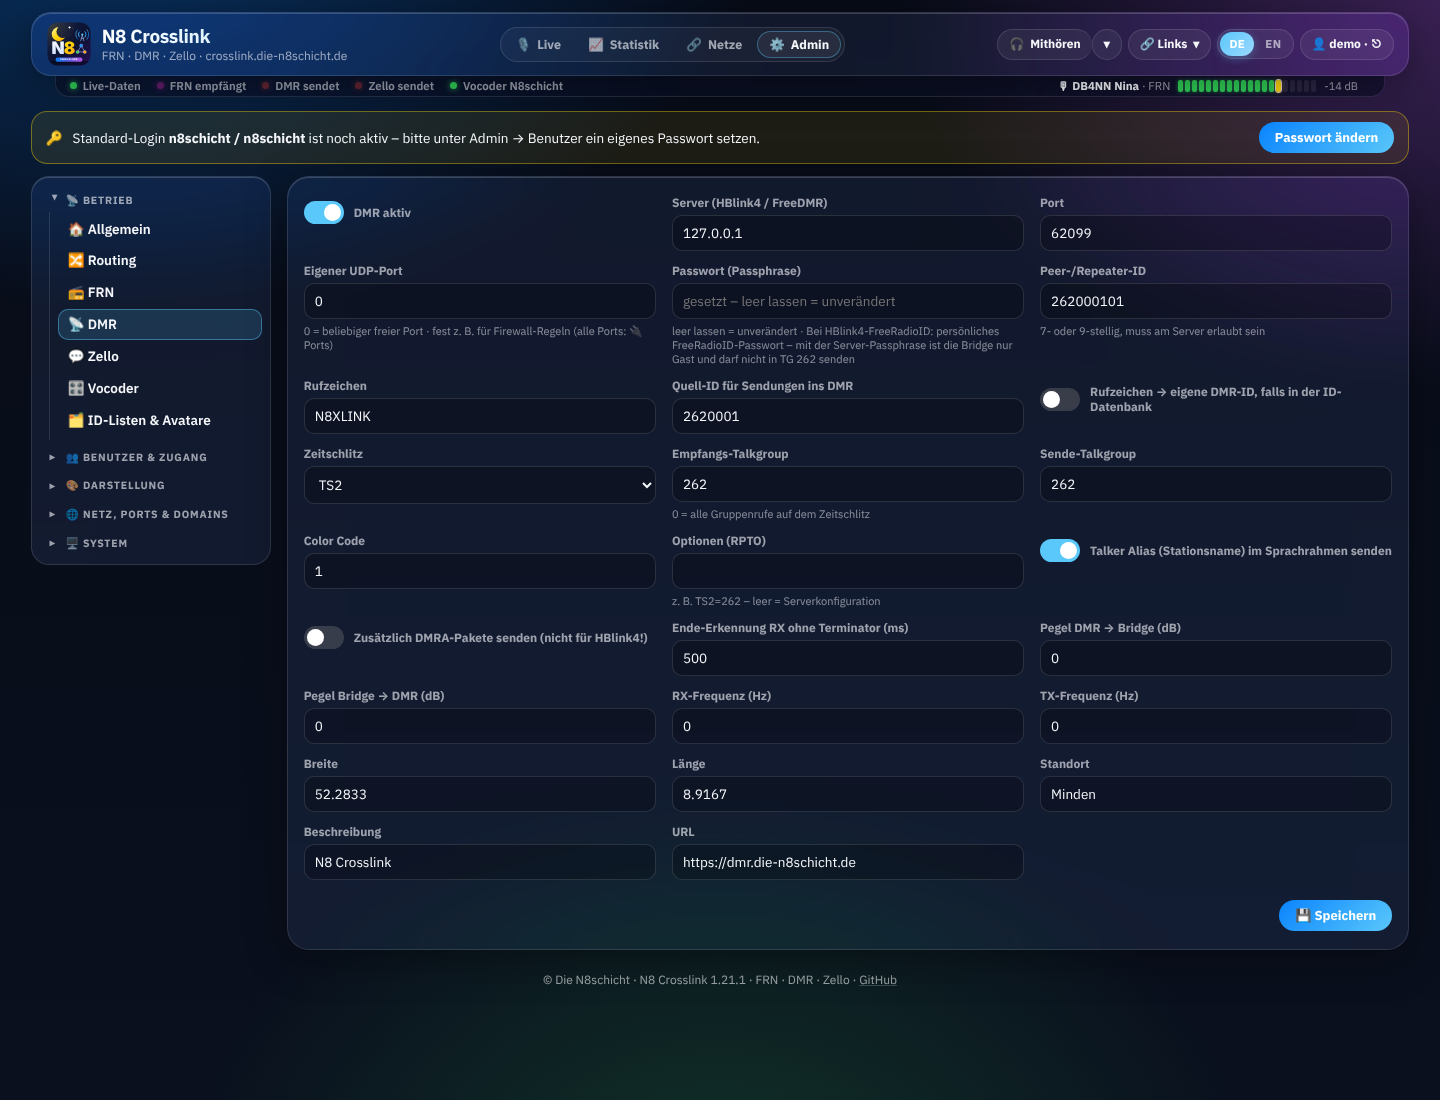 N8 Crosslink
FRN · DMR · Zello · crosslink.die-n8schicht.de
Live
Statistik
Netze
Admin
Mithören
Links
DE
EN
demo ·
Live-Daten
FRN empfängt
DMR sendet
Zello sendet
Vocoder N8schicht
DB4NN Nina · FRN
-14 dB
Standard-Login n8schicht / n8schicht ist noch aktiv – bitte unter Admin → Benutzer ein eigenes Passwort setzen.
Passwort ändern
BETRIEB
Allgemein
Routing
FRN
DMR
Zello
Vocoder
ID-Listen & Avatare
BENUTZER & ZUGANG
DARSTELLUNG
NETZ, PORTS & DOMAINS
SYSTEM
DMR aktiv
Server (HBlink4 / FreeDMR)
127.0.0.1
Port
62099
Eigener UDP-Port
0
0 = beliebiger freier Port · fest z. B. für Firewall-Regeln (alle Ports: 🔌
Ports)
Passwort (Passphrase)
gesetzt – leer lassen = unverändert
leer lassen = unverändert · Bei HBlink4-FreeRadioID: persönliches
FreeRadioID-Passwort – mit der Server-Passphrase ist die Bridge nur
Gast und darf nicht in TG 262 senden
Peer-/Repeater-ID
262000101
7- oder 9-stellig, muss am Server erlaubt sein
Rufzeichen
N8XLINK
Quell-ID für Sendungen ins DMR
2620001
Rufzeichen → eigene DMR-ID, falls in der ID-
Datenbank
Zeitschlitz
TS2
Empfangs-Talkgroup
262
0 = alle Gruppenrufe auf dem Zeitschlitz
Sende-Talkgroup
262
Color Code
1
Optionen (RPTO)
z. B. TS2=262 – leer = Serverkonfiguration
Talker Alias (Stationsname) im Sprachrahmen senden
Zusätzlich DMRA-Pakete senden (nicht für HBlink4!)
Ende-Erkennung RX ohne Terminator (ms)
500
Pegel DMR → Bridge (dB)
0
Pegel Bridge → DMR (dB)
0
RX-Frequenz (Hz)
0
TX-Frequenz (Hz)
0
Breite
52.2833
Länge
8.9167
Standort
Minden
Beschreibung
N8 Crosslink
URL
https://dmr.die-n8schicht.de
Speichern
© Die N8schicht · N8 Crosslink 1.21.1 · FRN · DMR · Zello · GitHub